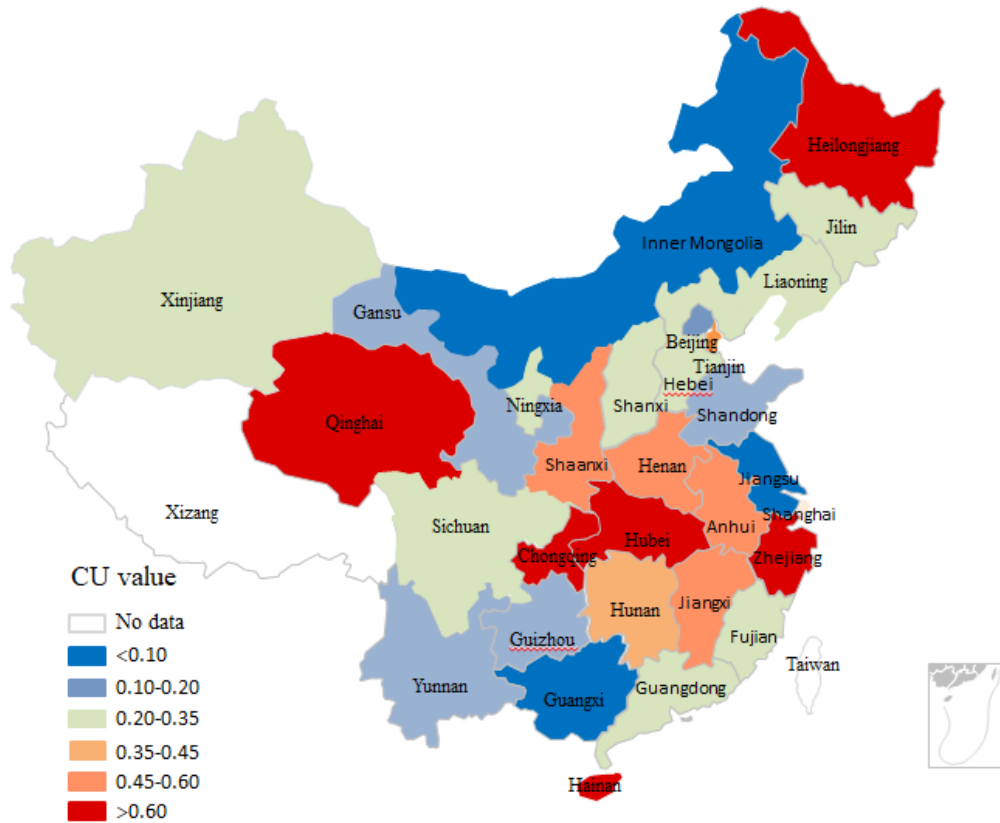 Heilongjiang
Jilin
Inner Mongolia
Liaoning
Xinjiang
Gansu
Beijing
Tianjin
Hebei
Ningxia
Shanxi
Shandong
Qinghai
Shaanxi
Henan
Jiangsu
Xizang
Sichuan
Shanghai
Anhui
Hubei
Chongqing
Zhejiang
Hunan
Jiangxi
Guizhou
Fujian
Taiwan
Yunnan
Guangxi
Guangdong
Hainan
CU value
No data
<0.10
0.10-0.20
0.20-0.35
0.35-0.45
0.45-0.60
>0.60